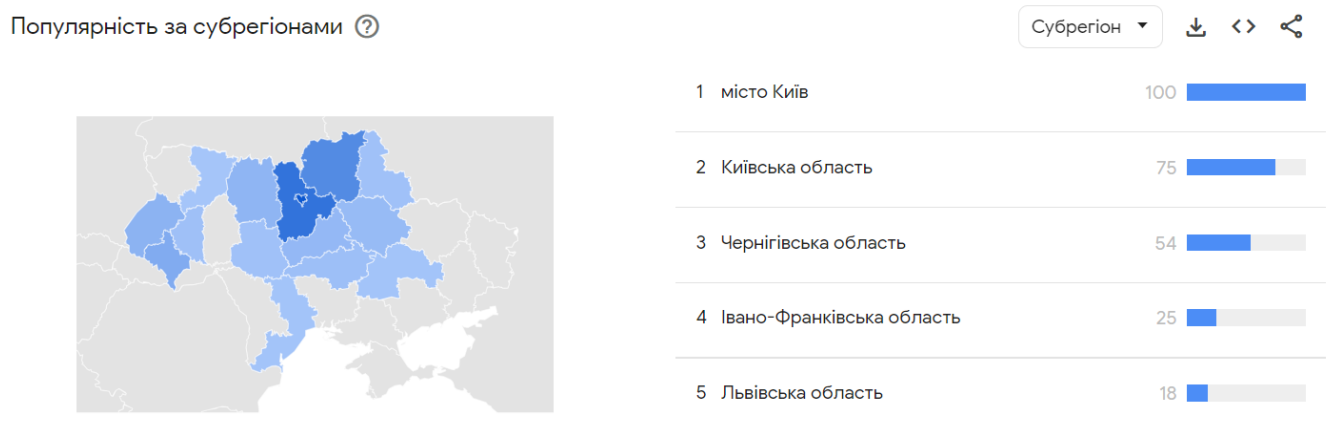 Популярність за субрегіонами ?
Субрегіон
1 місто Київ 100
2 Київська область 75
3 Чернігівська область 54
4 Івано-Франківська область 25
5 Львівська область 18